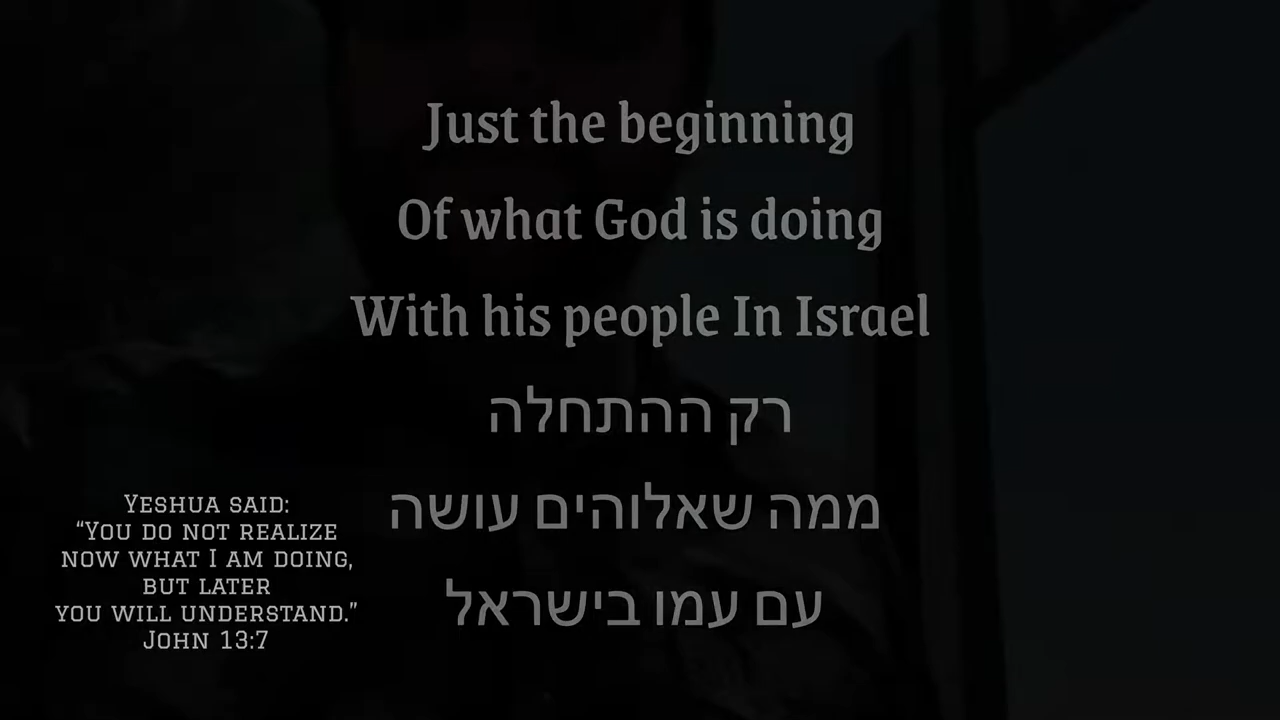 Just the beginning
Of what God is doing
With his people In Israel
רק ההתחלה
ממה שאלוהים עושה
עם עמו בישראל
Yeshua said:
“You do not realize
now what I am doing,
but later
you will understand.”
John 13:7